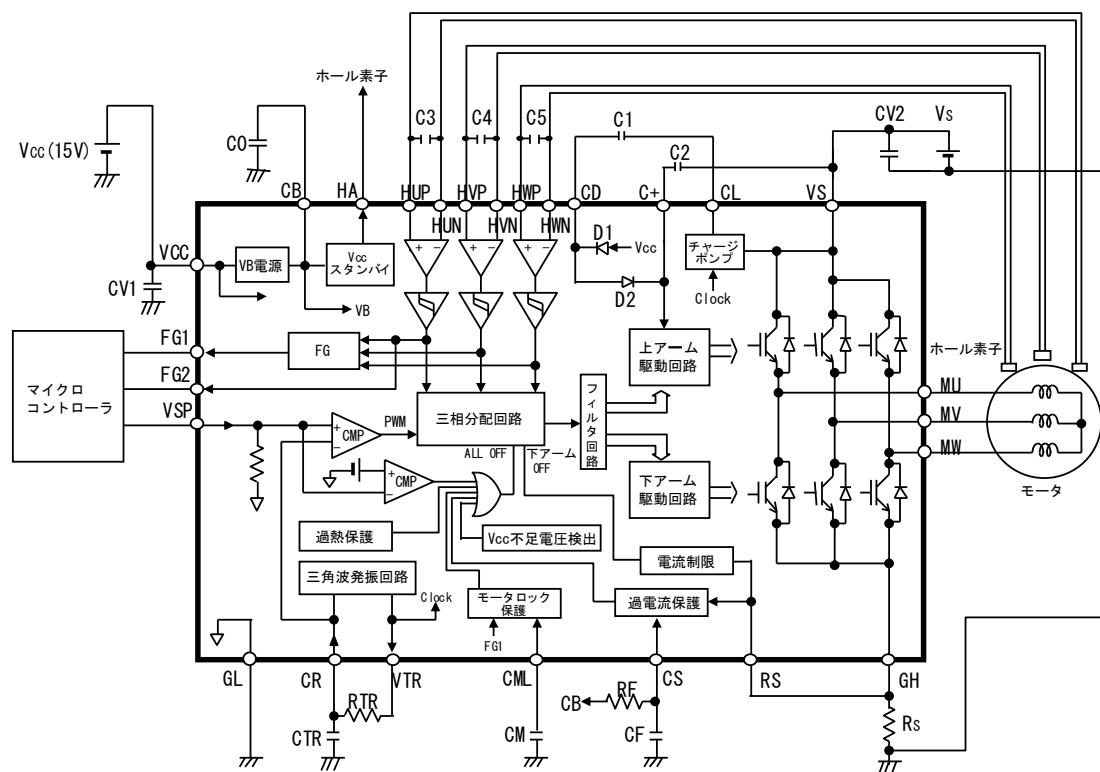 ホール素子
C3
C4
C5
C1
CV2
VS
VCC(15V)
C0
C2
CB
HA
HUP
HVP
HWP
CD
C+
CL
VS
HUN
HVN
HWN
+ −
+ −
+ −
D1
Vcc
チャージ
ポンプ
VCC
VB電源
Vcc
スタンバイ
D2
Clock
CV1
VB
FG1
FG
上アーム
駆動回路
ホール素子
FG2
マイクロ
コントローラ
MU
VSP
三相分配回路
フィルタ回路
MV
+
−
CMP
PWM
ALL OFF
下アーム
OFF
MW
+
−
CMP
下アーム
駆動回路
モータ
過熱保護
Vcc不足電圧検出
電流制限
三角波発振回路
Clock
モータロック
保護
過電流保護
FG1
GL
CR
VTR
CML
CS
RS
GH
RTR
CB
RF
RS
CTR
CM
CF